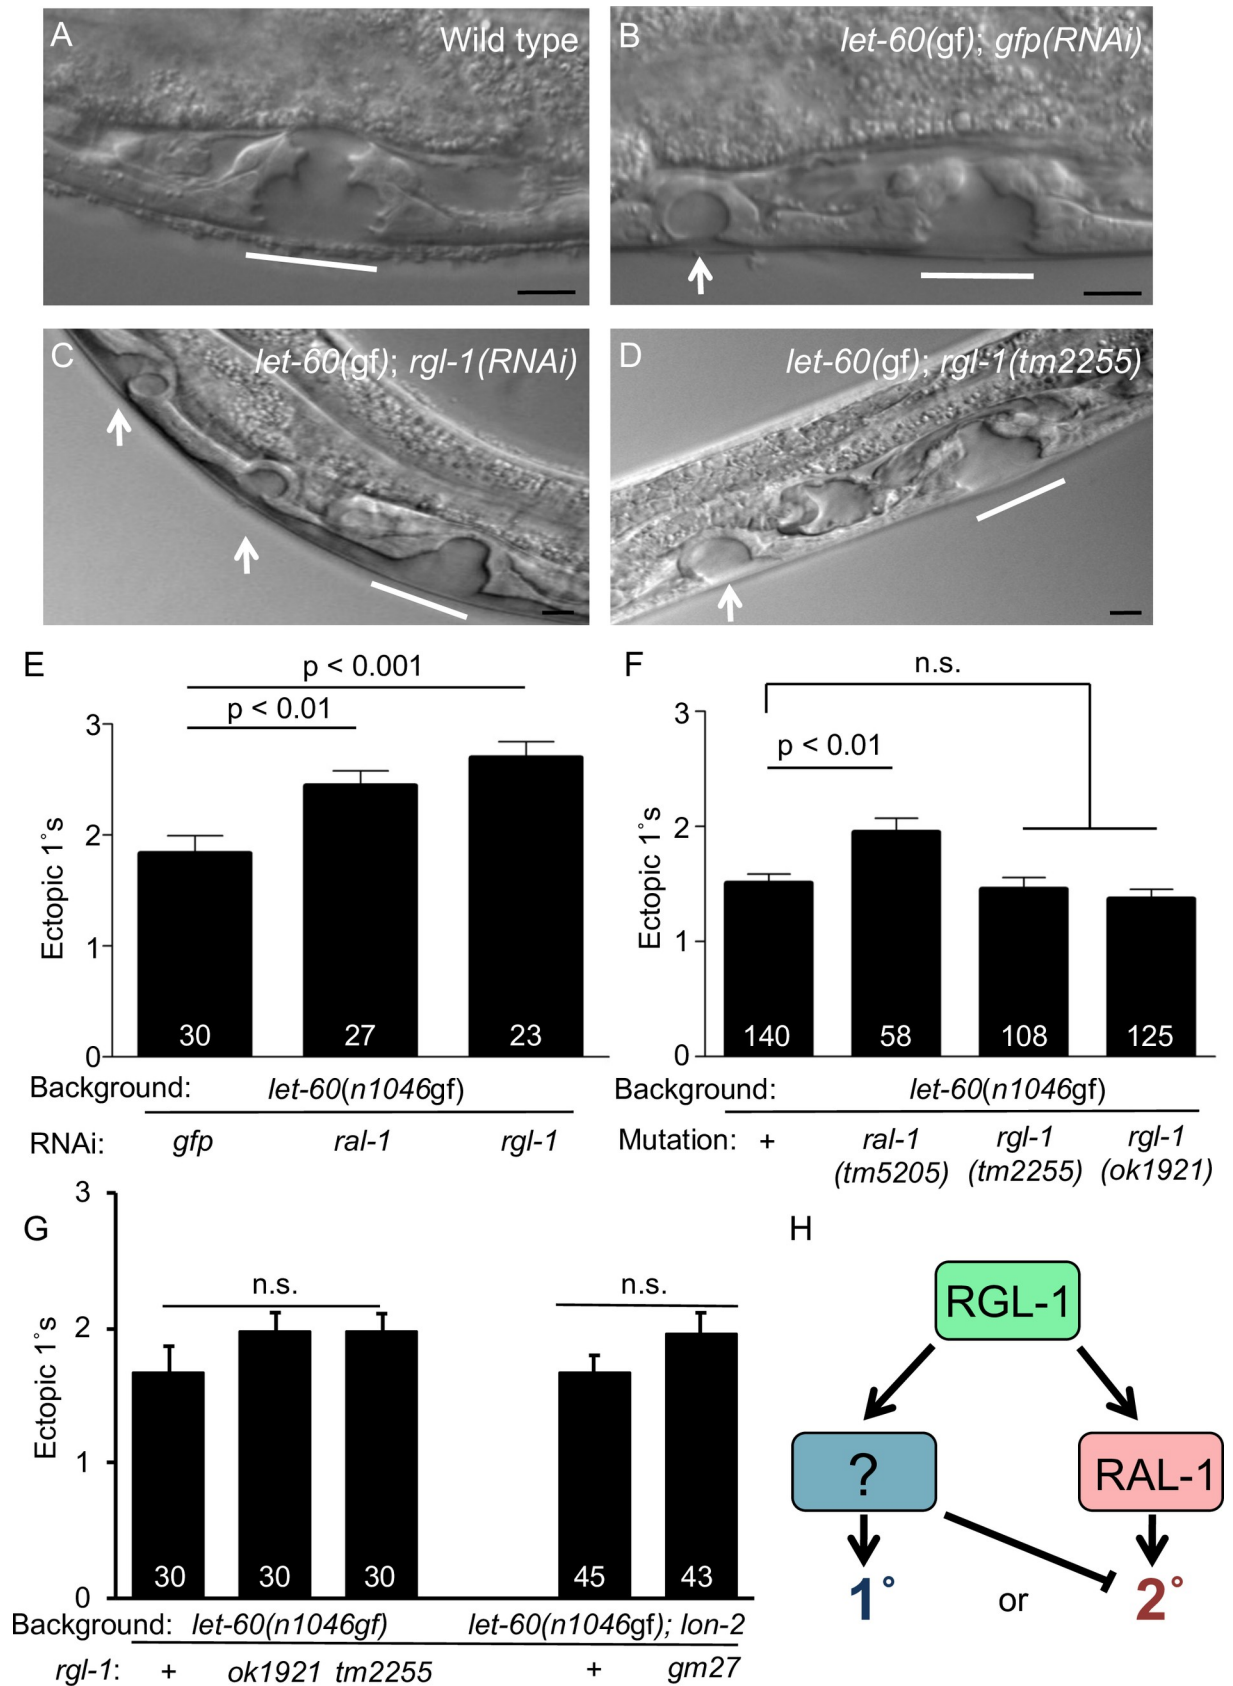 A Wild type
B let-60(gf); gfp(RNAi)
C let-60(gf); rgl-1(RNAi)
D let-60(gf); rgl-1(tm2255)
E
p < 0.001
p < 0.01
3
2
1
0
Ectopic 1˚s
30 27 23
Background: let-60(n1046gf)
RNAi: gfp ral-1 rgl-1
F
n.s.
p < 0.01
3
2
1
0
Ectopic 1˚s
140 58 108 125
Background: let-60(n1046gf)
Mutation: + ral-1 rgl-1 rgl-1
(tm5205) (tm2255) (ok1921)
G
3
2
1
0
Ectopic 1˚s
n.s. n.s.
30 30 30 45 43
Background: let-60(n1046gf) let-60(n1046gf); lon-2
rgl-1: + ok1921 tm2255 + gm27
H
RGL-1
? RAL-1
1˚ or 2˚